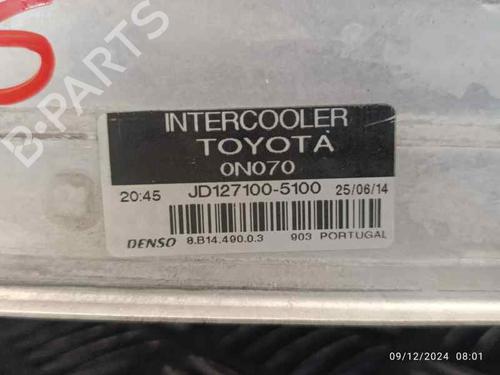 B-PARTS
INTERCOOLER
TOYOTA
0N070
20:45 JD127100-5100 25/06/14
DENSO 8.B14.490.0.3 903 PORTUGAL
09/12/2024 08:01